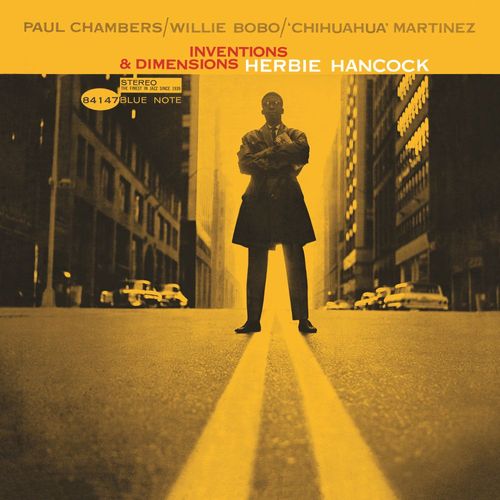 PAUL CHAMBERS/WILLIE BOBO/'CHIHUAHUA' MARTINEZ
INVENTIONS
& DIMENSIONS HERBIE HANCOCK
STEREO
THE FINEST IN JAZZ SINCE 1939
84147 BLUE NOTE